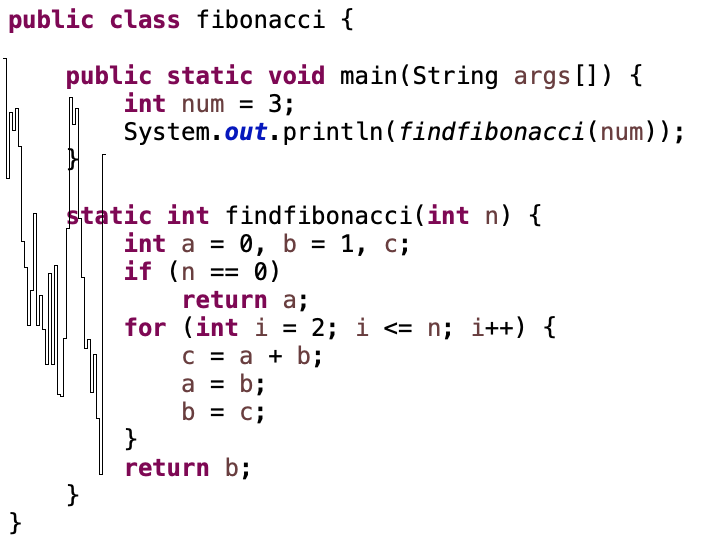 public class fibonacci {
public static void main(String args[]) {
int num = 3;
System.out.println(findfibonacci(num));
}
static int findfibonacci(int n) {
int a = 0, b = 1, c;
if (n == 0)
return a;
for (int i = 2; i <= n; i++) {
c = a + b;
a = b;
b = c;
}
return b;
}
}